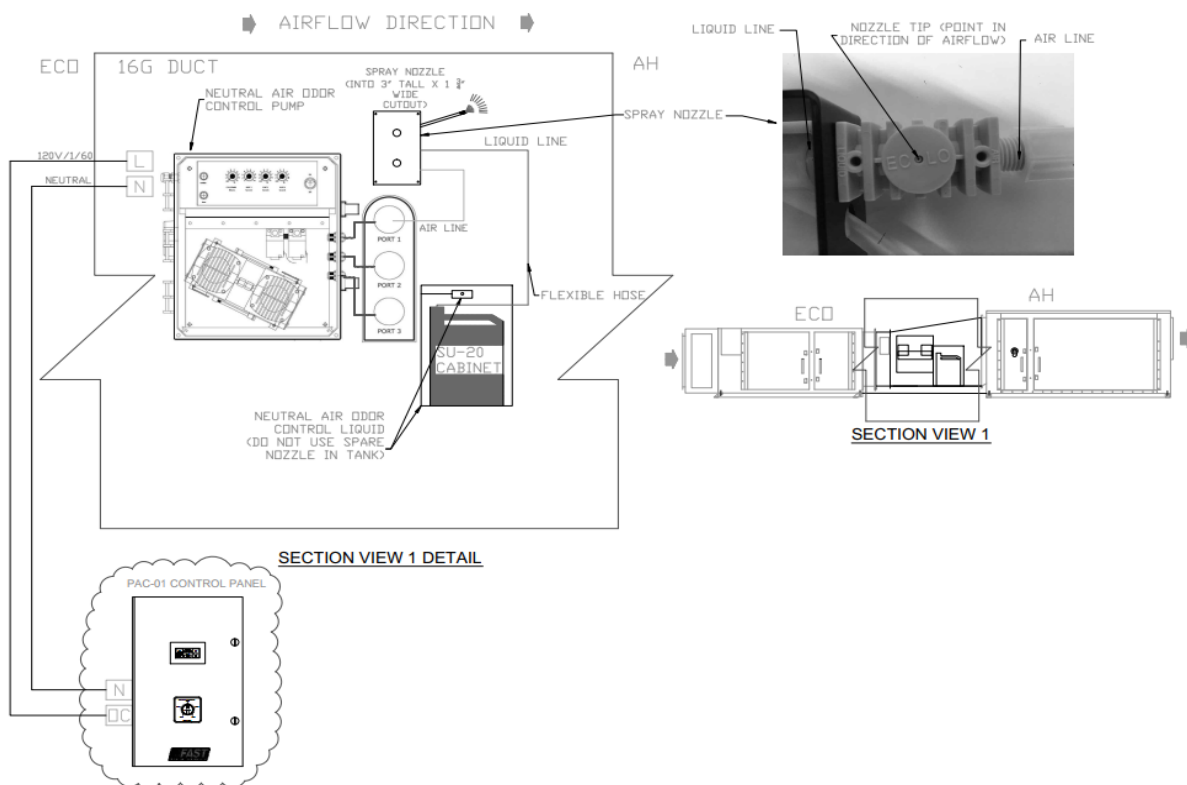 AIRFLOW DIRECTION
ECO
16G DUCT
AH
NEUTRAL AIR ODOR
CONTROL PUMP
SPRAY NOZZLE
(INTO 3" TALL X 1 3/4"
WIDE
CUTOUT)
LIQUID LINE
120V/1/60
L
NEUTRAL
N
AIR LINE
PORT 1
PORT 2
PORT 3
FLEXIBLE HOSE
SU-20
CABINET
NEUTRAL AIR ODOR
CONTROL LIQUID
(DO NOT USE SPARE
NOZZLE IN TANK)
SECTION VIEW 1 DETAIL
PAC-01 CONTROL PANEL
N
OC
FAST
LIQUID LINE
NOZZLE TIP (POINT IN
DIRECTION OF AIRFLOW)
AIR LINE
SPRAY NOZZLE
ECOLO
ECO
AH
SECTION VIEW 1